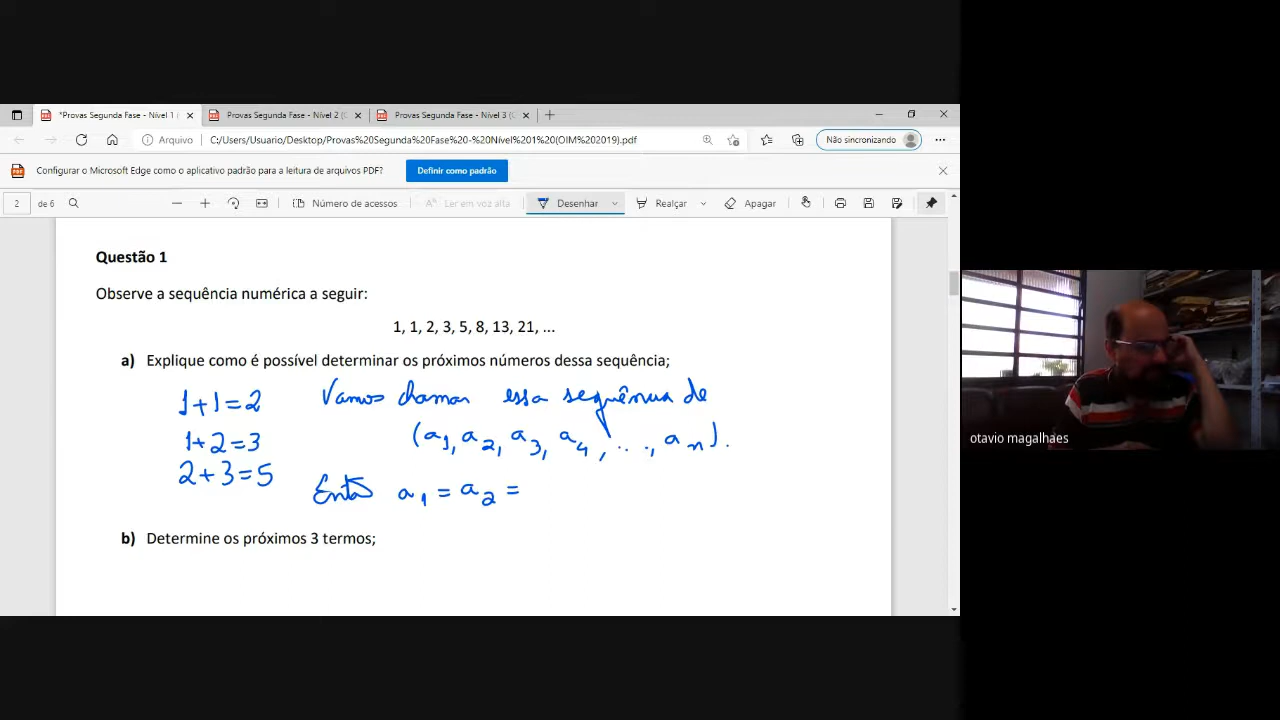 *Provas Segunda Fase - Nível 1 (
Provas Segunda Fase - Nível 2 (
Provas Segunda Fase - Nível 3 (
Arquivo C:/Users/Usuario/Desktop/Provas%20Segunda%20Fase%20-%20Nível%201%20(OIM%202019).pdf
Não sincronizando
Configurar o Microsoft Edge como o aplicativo padrão para a leitura de arquivos PDF? Definir como padrão
2 de 6 Número de acessos Ler em voz alta Desenhar Realçar Apagar
Questão 1
Observe a sequência numérica a seguir:
1, 1, 2, 3, 5, 8, 13, 21, ...
a) Explique como é possível determinar os próximos números dessa sequência;
1+1=2 Vamos chamar essa sequência de
1+2=3 (a1, a2, a3, a4, ..., an).
2+3=5 Então a1 = a2 =
b) Determine os próximos 3 termos;
otavio magalhaes